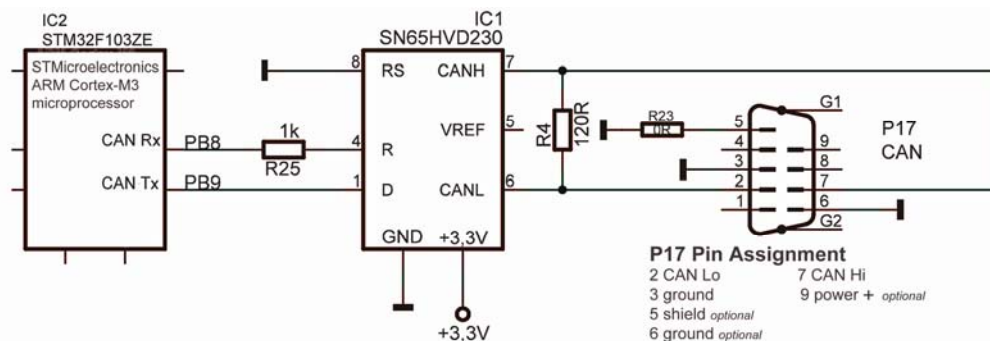 IC2
STM32F103ZE
STMicroelectronics
ARM Cortex-M3
microprocessor
CAN Rx
CAN Tx
PB8
PB9
1k
R25
IC1
SN65HVD230
8
RS
CANH
7
VREF
5
4
R
1
D
CANL
6
GND
+3,3V
+3,3V
R4
120R
R23
0R
G1
P17
CAN
5
4
3
2
1
9
8
7
6
G2
P17 Pin Assignment
2 CAN Lo 7 CAN Hi
3 ground 9 power + optional
5 shield optional
6 ground optional